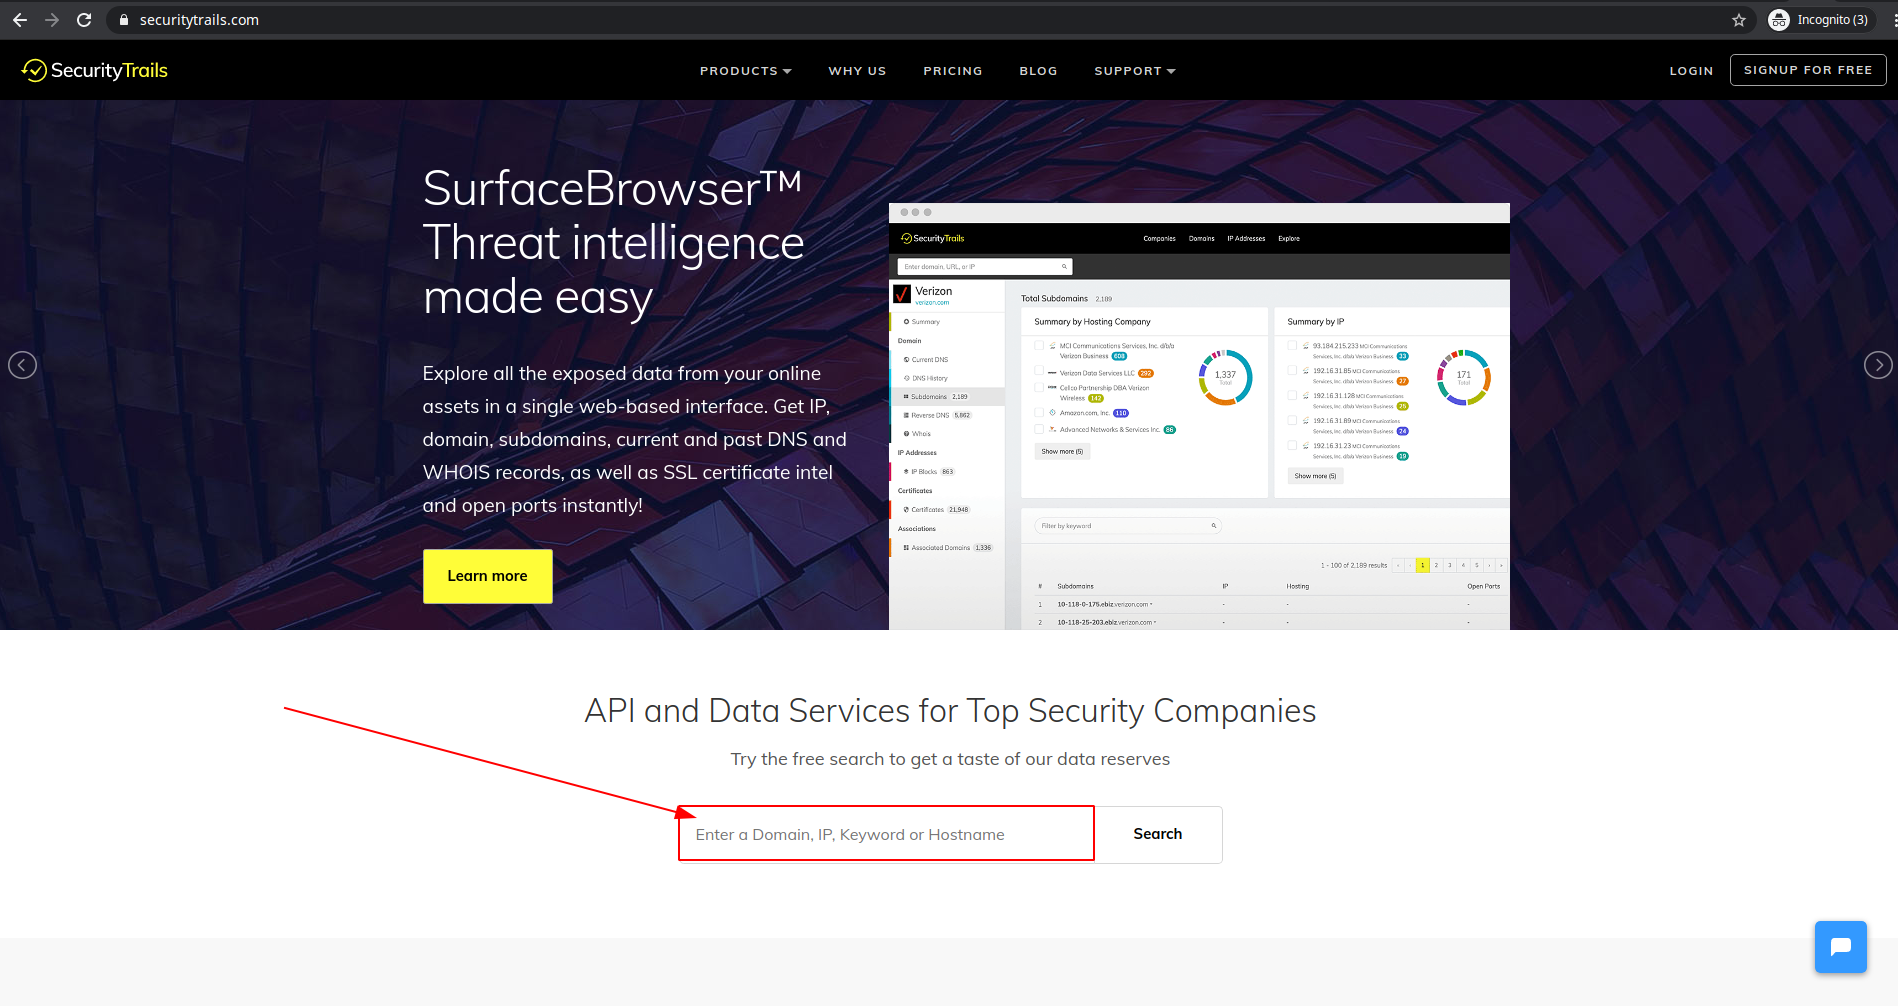 securitytrails.com
Incognito (3)
SecurityTrails
PRODUCTS WHY US PRICING BLOG SUPPORT
LOGIN SIGNUP FOR FREE
SurfaceBrowser™
Threat intelligence
made easy
Explore all the exposed data from your online
assets in a single web-based interface. Get IP,
domain, subdomains, current and past DNS and
WHOIS records, as well as SSL certificate intel
and open ports instantly!
Learn more
SecurityTrails
Companies Domains IP Addresses Explore
Enter domain, URL, or IP
Verizon
verizon.com
Summary
Domain
Current DNS
DNS History
Subdomains 2,189
Reverse DNS 5,862
Whois
IP Addresses
IP Blocks 863
Certificates
Certificates 21,948
Associations
Associated Domains 1,336
Total Subdomains 2,189
Summary by Hosting Company
MCI Communications Services, Inc. d/b/a
Verizon Business 608
Verizon Data Services LLC 292
Cellco Partnership DBA Verizon
Wireless 142
Amazon.com, Inc. 110
Advanced Networks & Services Inc. 86
Show more (5)
1,337
Total
Summary by IP
93.184.215.233 MCI Communications
Services, Inc. d/b/a Verizon Business 33
192.16.31.85 MCI Communications
Services, Inc. d/b/a Verizon Business 27
192.16.31.128 MCI Communications
Services, Inc. d/b/a Verizon Business 25
192.16.31.89 MCI Communications
Services, Inc. d/b/a Verizon Business 24
192.16.31.23 MCI Communications
Services, Inc. d/b/a Verizon Business 19
Show more (5)
171
Total
Filter by keyword
1 - 100 of 2,189 results « ‹ 1 2 3 4 5 › »
# Subdomains IP Hosting Open Ports
1 10-118-0-175.ebiz.verizon.com - - -
2 10-118-25-203.ebiz.verizon.com - - -
API and Data Services for Top Security Companies
Try the free search to get a taste of our data reserves
Enter a Domain, IP, Keyword or Hostname
Search